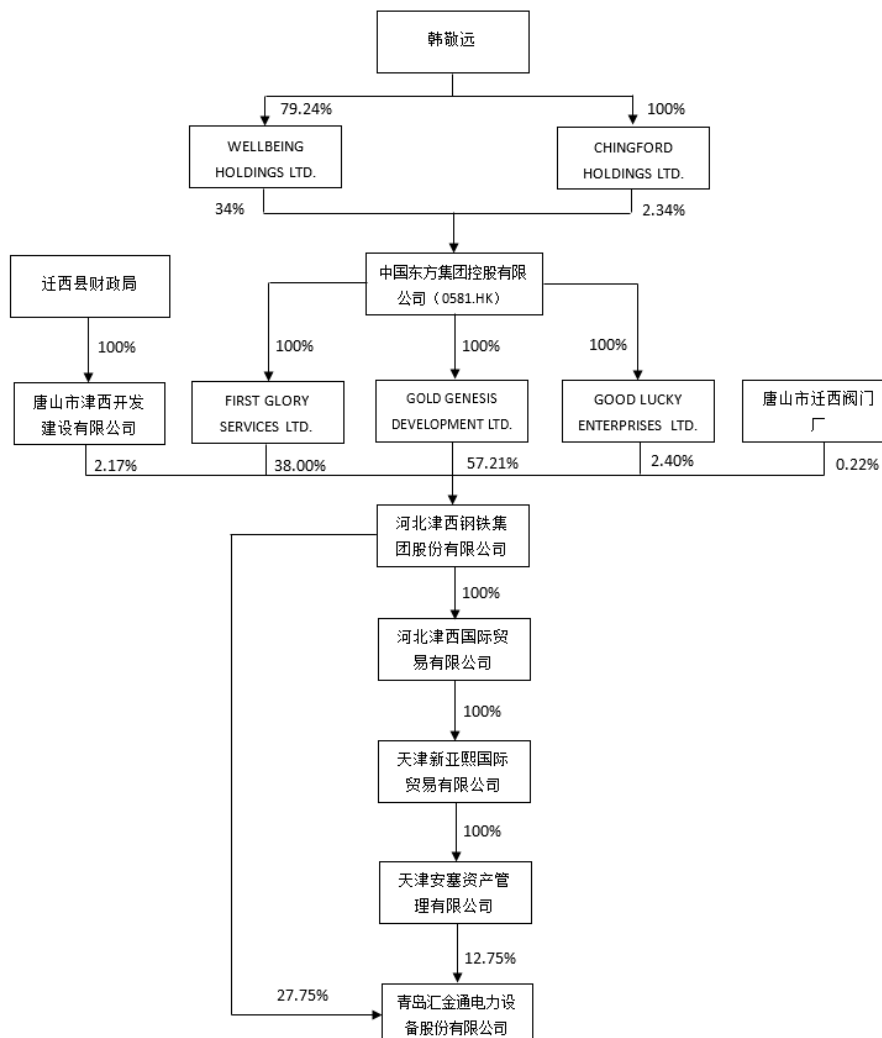 韩敬远
79.24%
100%
WELLBEING
HOLDINGS LTD.
CHINGFORD
HOLDINGS LTD.
34%
2.34%
迁西县财政局
中国东方集团控股有限
公司（0581.HK）
100%
100%
100%
100%
唐山市津西开发
建设有限公司
FIRST GLORY
SERVICES LTD.
GOLD GENESIS
DEVELOPMENT LTD.
GOOD LUCKY
ENTERPRISES LTD.
唐山市迁西阀门
厂
2.17%
38.00%
57.21%
2.40%
0.22%
河北津西钢铁集
团股份有限公司
100%
河北津西国际贸
易有限公司
100%
天津新亚熙国际
贸易有限公司
100%
天津安塞资产管
理有限公司
12.75%
27.75%
青岛汇金通电力设
备股份有限公司